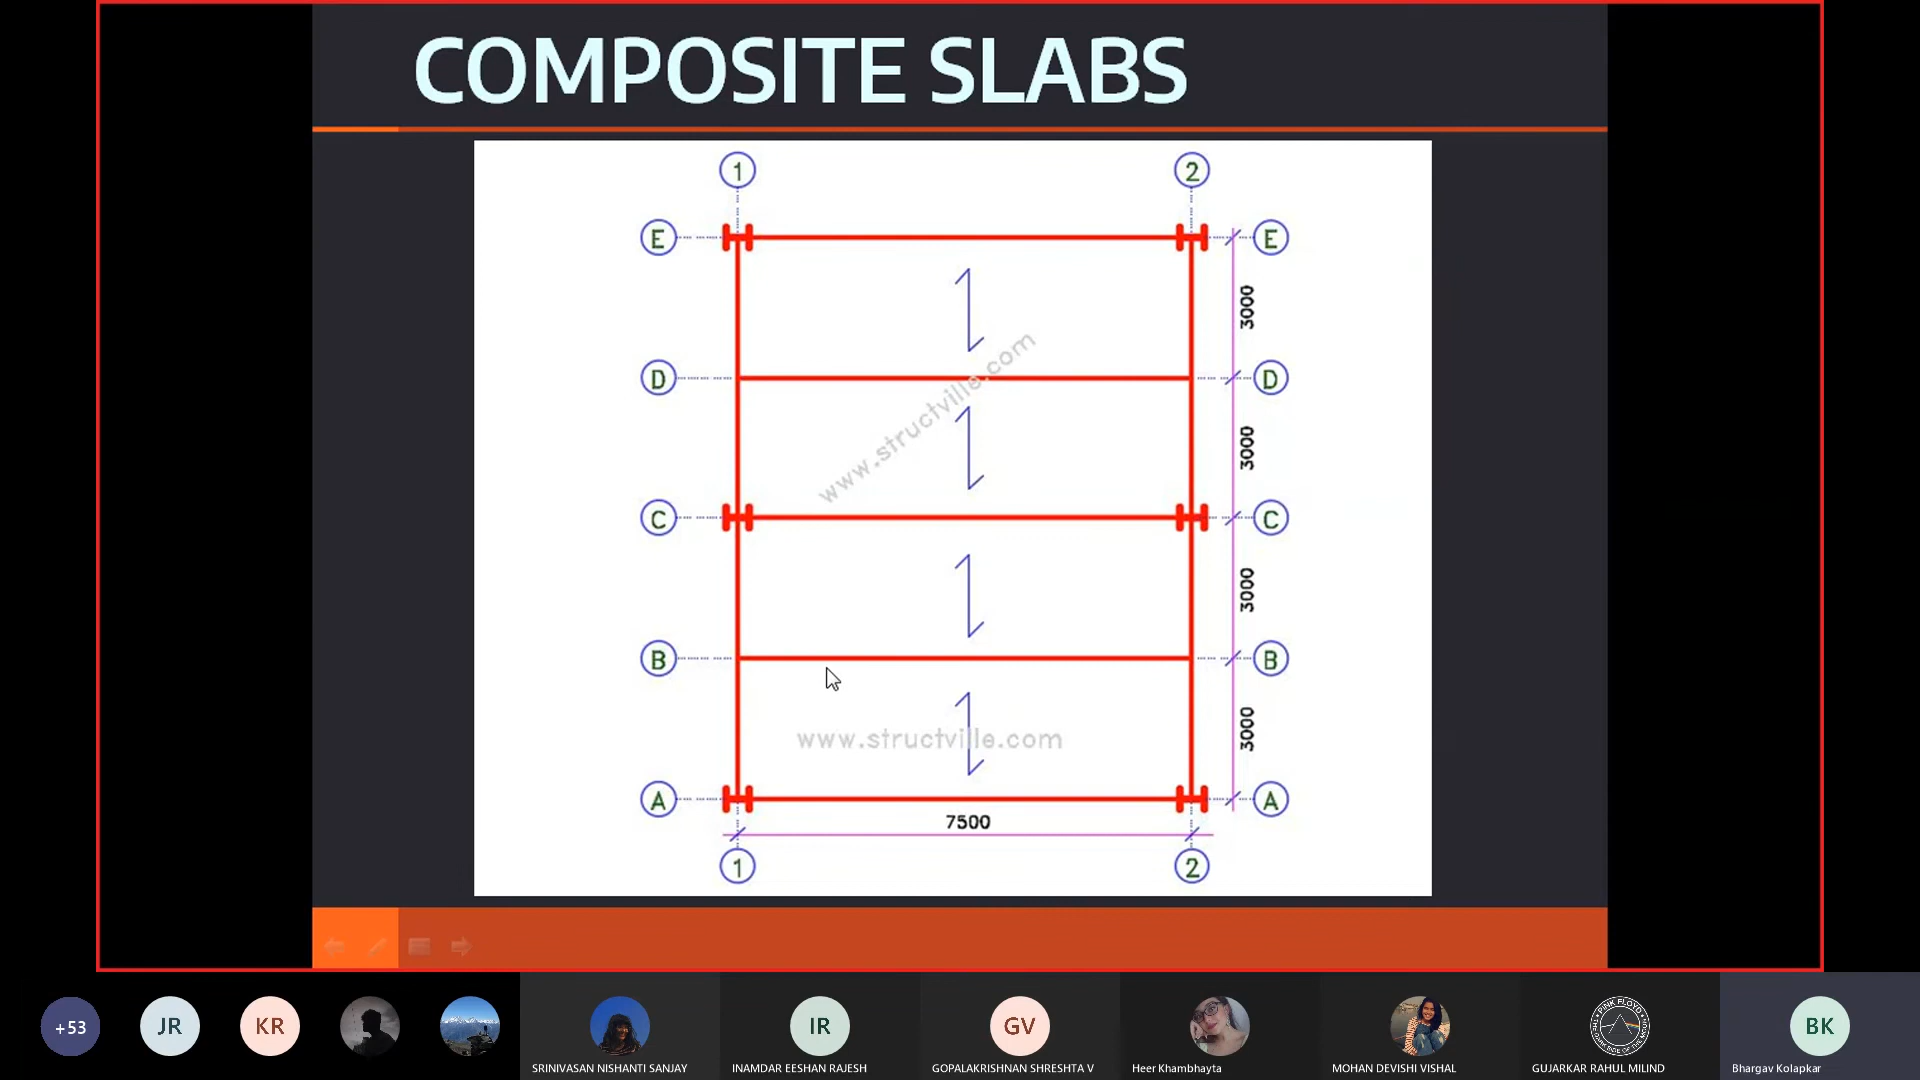 COMPOSITE SLABS
1 2
E E
3000
D D
www.structville.com
3000
C C
3000
B B
3000
www.structville.com
A A
7500
1 2
+53 JR KR IR GV BK
SRINIVASAN NISHANTI SANJAY INAMDAR EESHAN RAJESH GOPALAKRISHNAN SHRESHTA V Heer Khambhayta MOHAN DEVISHI VISHAL GUJARKAR RAHUL MILIND Bhargav Kolapkar